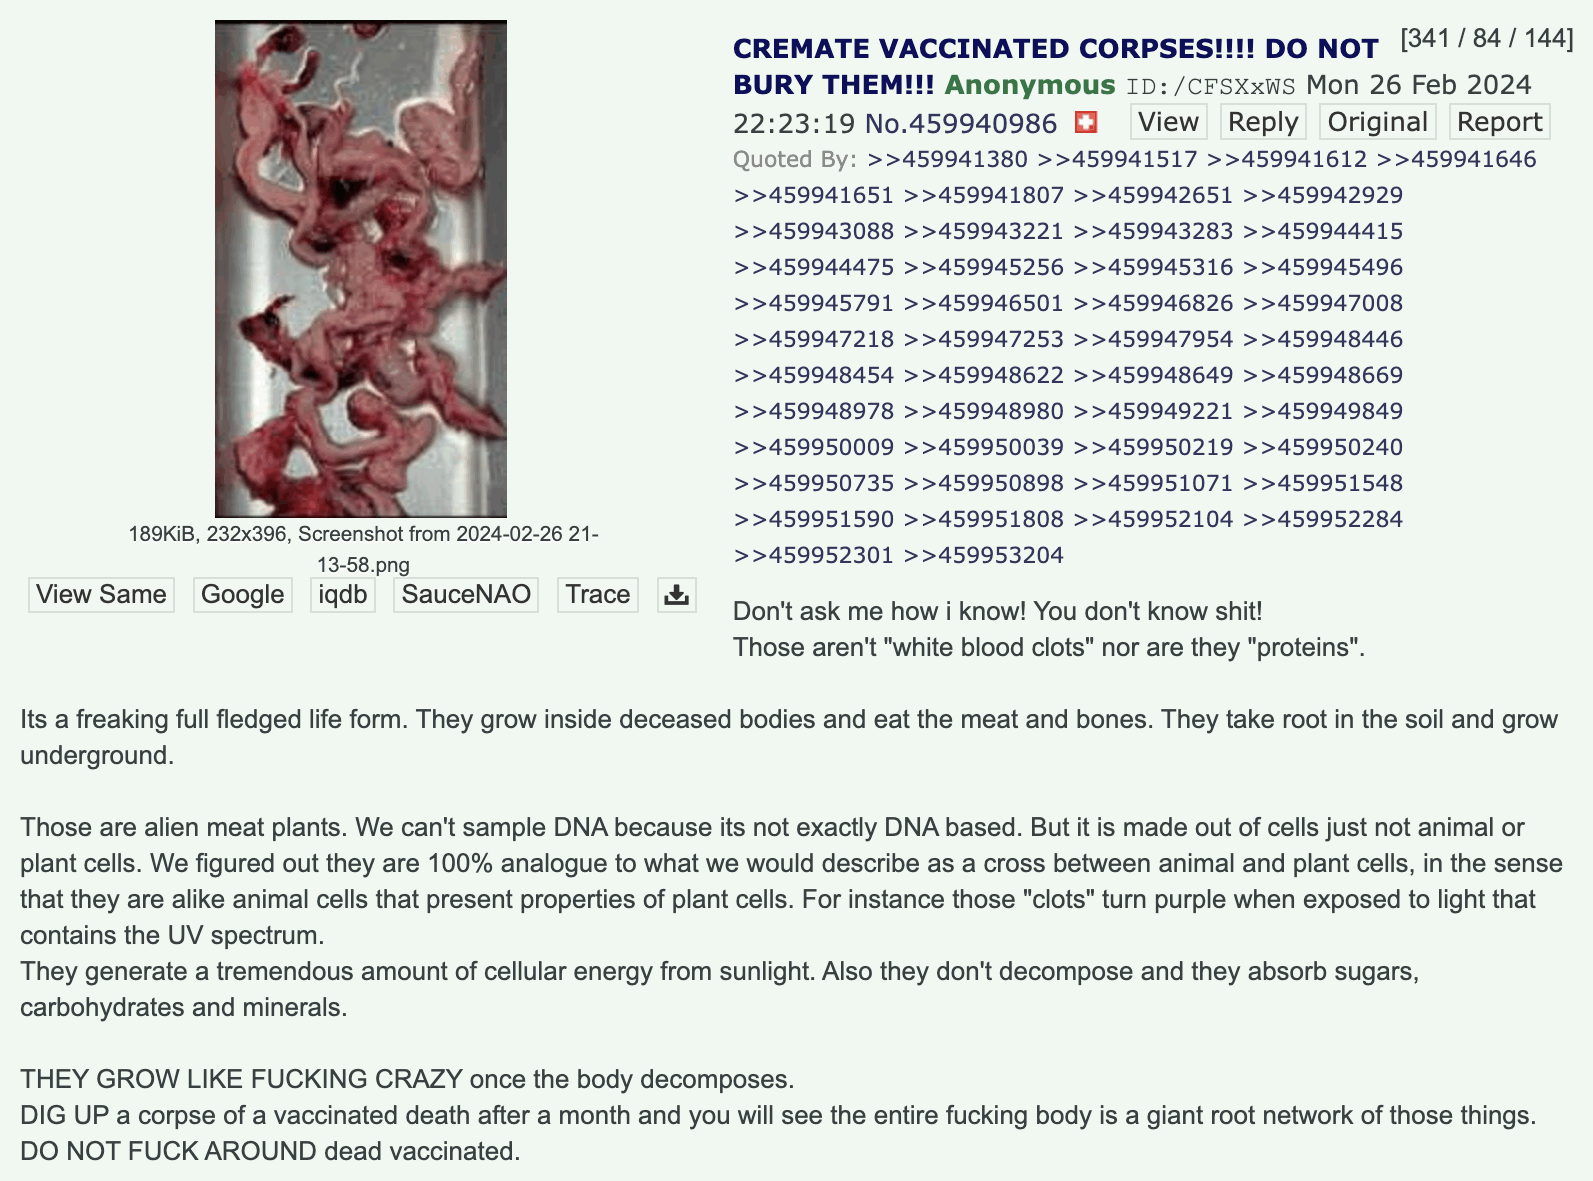 CREMATE VACCINATED CORPSES!!!! DO NOT [341 / 84 / 144]
BURY THEM!!! Anonymous ID:/CFSXxWS Mon 26 Feb 2024
22:23:19 No.459940986 View Reply Original Report
Quoted By: >>459941380 >>459941517 >>459941612 >>459941646
>>459941651 >>459941807 >>459942651 >>459942929
>>459943088 >>459943221 >>459943283 >>459944415
>>459944475 >>459945256 >>459945316 >>459945496
>>459945791 >>459946501 >>459946826 >>459947008
>>459947218 >>459947253 >>459947954 >>459948446
>>459948454 >>459948622 >>459948649 >>459948669
>>459948978 >>459948980 >>459949221 >>459949849
>>459950009 >>459950039 >>459950219 >>459950240
>>459950735 >>459950898 >>459951071 >>459951548
>>459951590 >>459951808 >>459952104 >>459952284
>>459952301 >>459953204
189KiB, 232x396, Screenshot from 2024-02-26 21-
13-58.png
View Same Google iqdb SauceNAO Trace
Don't ask me how i know! You don't know shit!
Those aren't "white blood clots" nor are they "proteins".
Its a freaking full fledged life form. They grow inside deceased bodies and eat the meat and bones. They take root in the soil and grow
underground.
Those are alien meat plants. We can't sample DNA because its not exactly DNA based. But it is made out of cells just not animal or
plant cells. We figured out they are 100% analogue to what we would describe as a cross between animal and plant cells, in the sense
that they are alike animal cells that present properties of plant cells. For instance those "clots" turn purple when exposed to light that
contains the UV spectrum.
They generate a tremendous amount of cellular energy from sunlight. Also they don't decompose and they absorb sugars,
carbohydrates and minerals.
THEY GROW LIKE FUCKING CRAZY once the body decomposes.
DIG UP a corpse of a vaccinated death after a month and you will see the entire fucking body is a giant root network of those things.
DO NOT FUCK AROUND dead vaccinated.